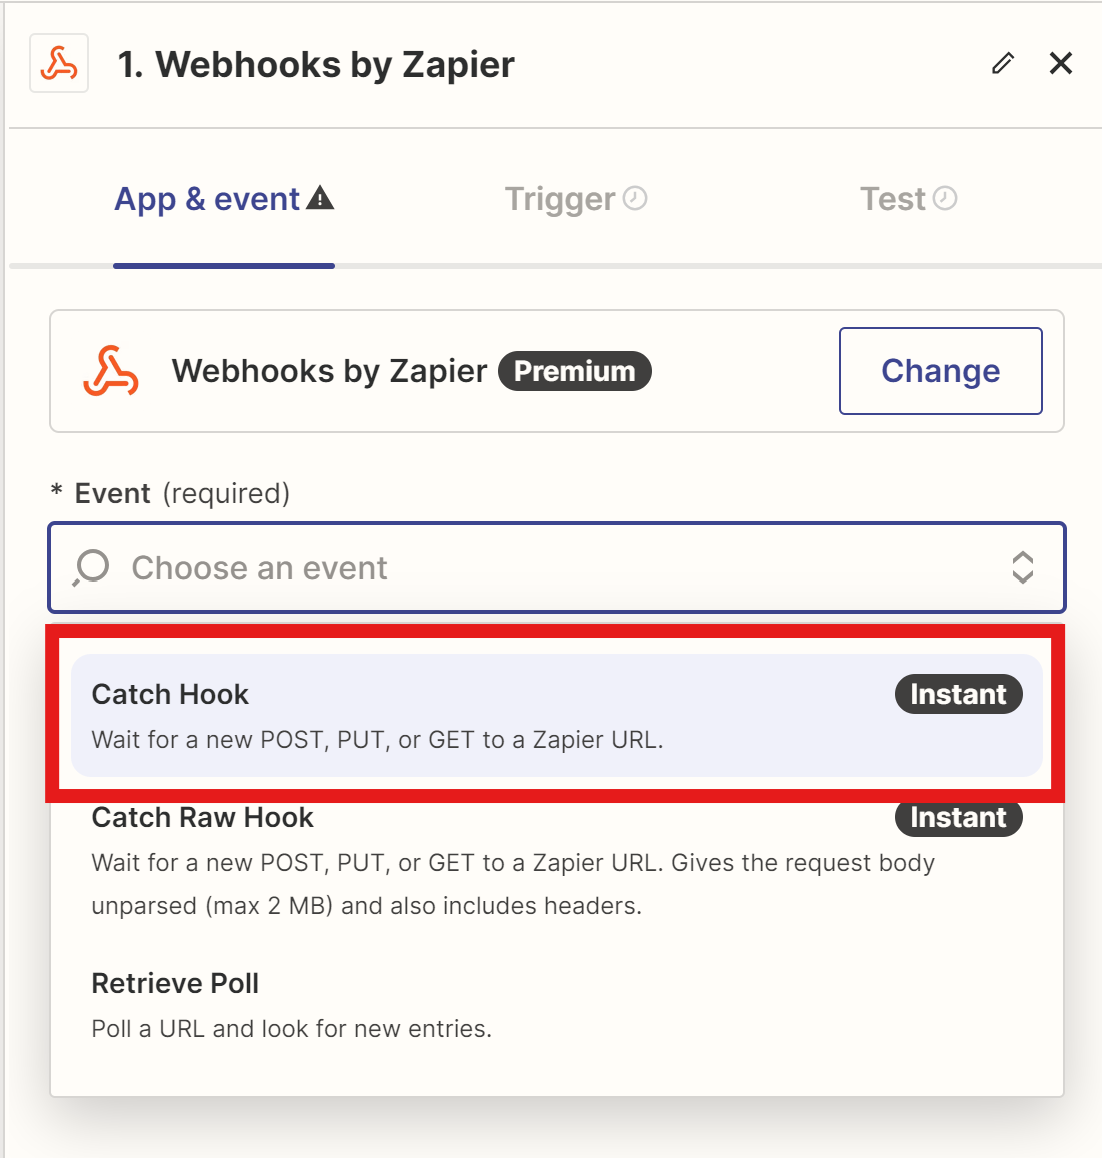 1. Webhooks by Zapier
App & event
Trigger
Test
Webhooks by Zapier Premium
Change
* Event (required)
Choose an event
Catch Hook
Instant
Wait for a new POST, PUT, or GET to a Zapier URL.
Catch Raw Hook
Instant
Wait for a new POST, PUT, or GET to a Zapier URL. Gives the request body
unparsed (max 2 MB) and also includes headers.
Retrieve Poll
Poll a URL and look for new entries.